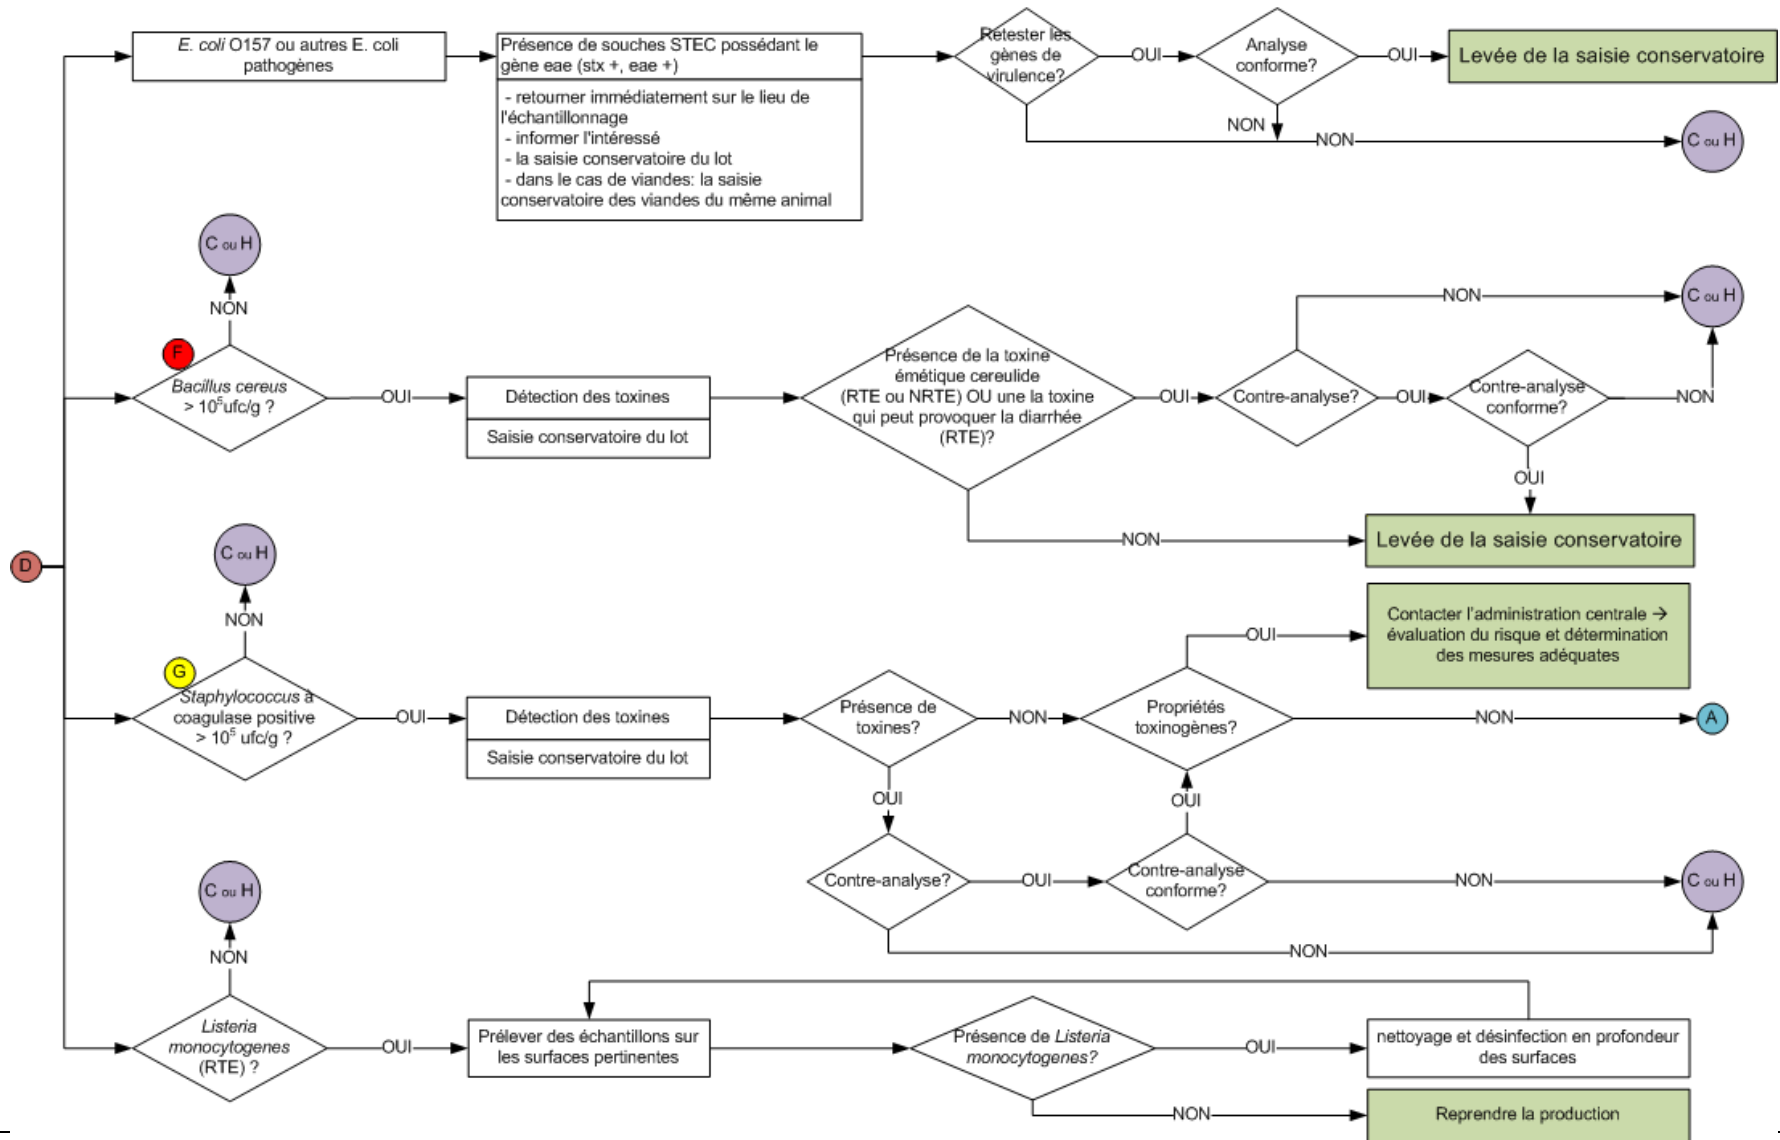 D
E. coli O157 ou autres E. coli
pathogènes
Présence de souches STEC possédant le
gène eae (stx +, eae +)
- retourner immédiatement sur le lieu de
l'échantillonnage
- informer l'intéressé
- la saisie conservatoire du lot
- dans le cas de viandes: la saisie
conservatoire des viandes du même animal
Retester les
gènes de
virulence?
OUI
Analyse
conforme?
OUI
Levée de la saisie conservatoire
NON
NON
C ou H
C ou H
NON
F
Bacillus cereus
> 10⁵ufc/g ?
OUI
Détection des toxines
Saisie conservatoire du lot
Présence de la toxine
émétique cereulide
(RTE ou NRTE) OU une la toxine
qui peut provoquer la diarrhée
(RTE)?
OUI
Contre-analyse?
NON
C ou H
OUI
Contre-analyse
conforme?
NON
OUI
NON
Levée de la saisie conservatoire
C ou H
NON
G
Staphylococcus à
coagulase positive
> 10⁵ ufc/g ?
OUI
Détection des toxines
Saisie conservatoire du lot
Présence de
toxines?
NON
Propriétés
toxinogènes?
OUI
Contacter l'administration centrale →
évaluation du risque et détermination
des mesures adéquates
NON
A
OUI
OUI
Contre-analyse?
OUI
Contre-analyse
conforme?
NON
C ou H
NON
C ou H
NON
Listeria
monocytogenes
(RTE) ?
OUI
Prélever des échantillons sur
les surfaces pertinentes
Présence de Listeria
monocytogenes?
OUI
nettoyage et désinfection en profondeur
des surfaces
NON
Reprendre la production